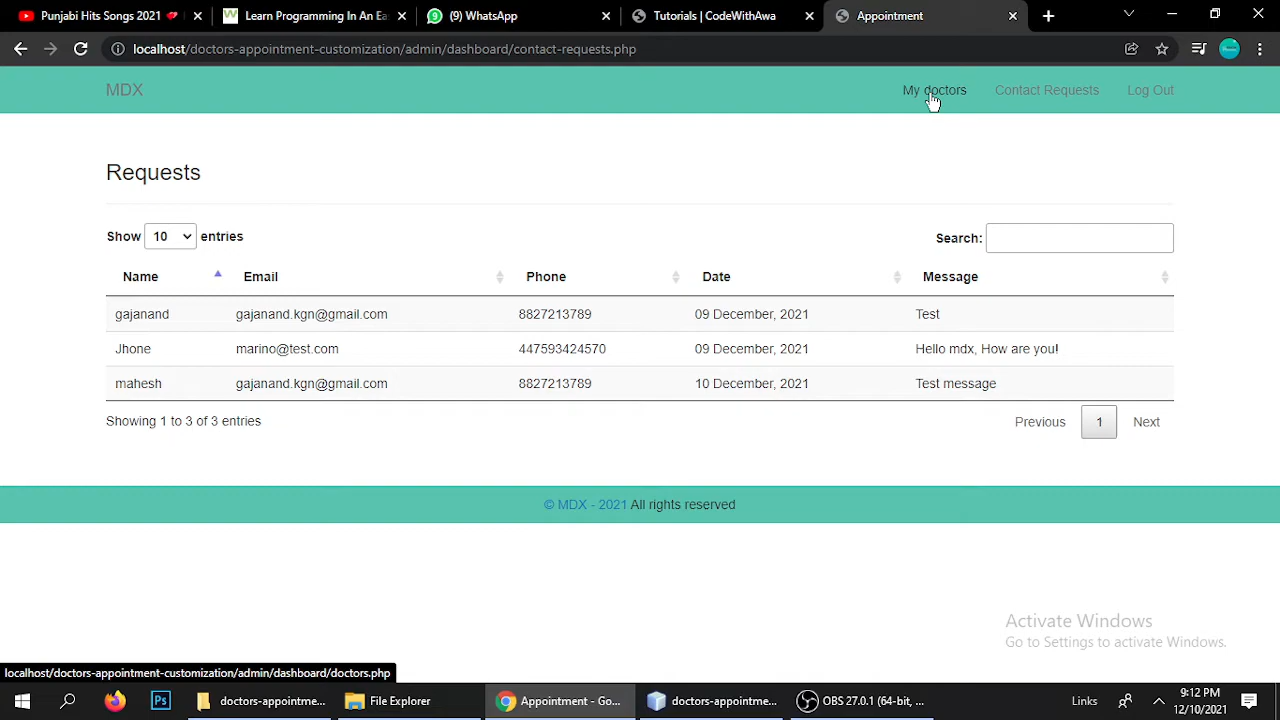 Punjabi Hits Songs 2021
Learn Programming In An Ea
(9) WhatsApp
Tutorials | CodeWithAwa
Appointment
localhost/doctors-appointment-customization/admin/dashboard/contact-requests.php
MDX
My doctors
Contact Requests
Log Out
Requests
Show 10 entries
Search:
Name Email Phone Date Message
gajanand gajanand.kgn@gmail.com 8827213789 09 December, 2021 Test
Jhone marino@test.com 447593424570 09 December, 2021 Hello mdx, How are you!
mahesh gajanand.kgn@gmail.com 8827213789 10 December, 2021 Test message
Showing 1 to 3 of 3 entries
Previous 1 Next
© MDX - 2021 All rights reserved
Activate Windows
Go to Settings to activate Windows.
localhost/doctors-appointment-customization/admin/dashboard/doctors.php
Ps
doctors-appointme...
File Explorer
Appointment - Go...
doctors-appointme...
OBS 27.0.1 (64-bit, ...
Links
9:12 PM
12/10/2021